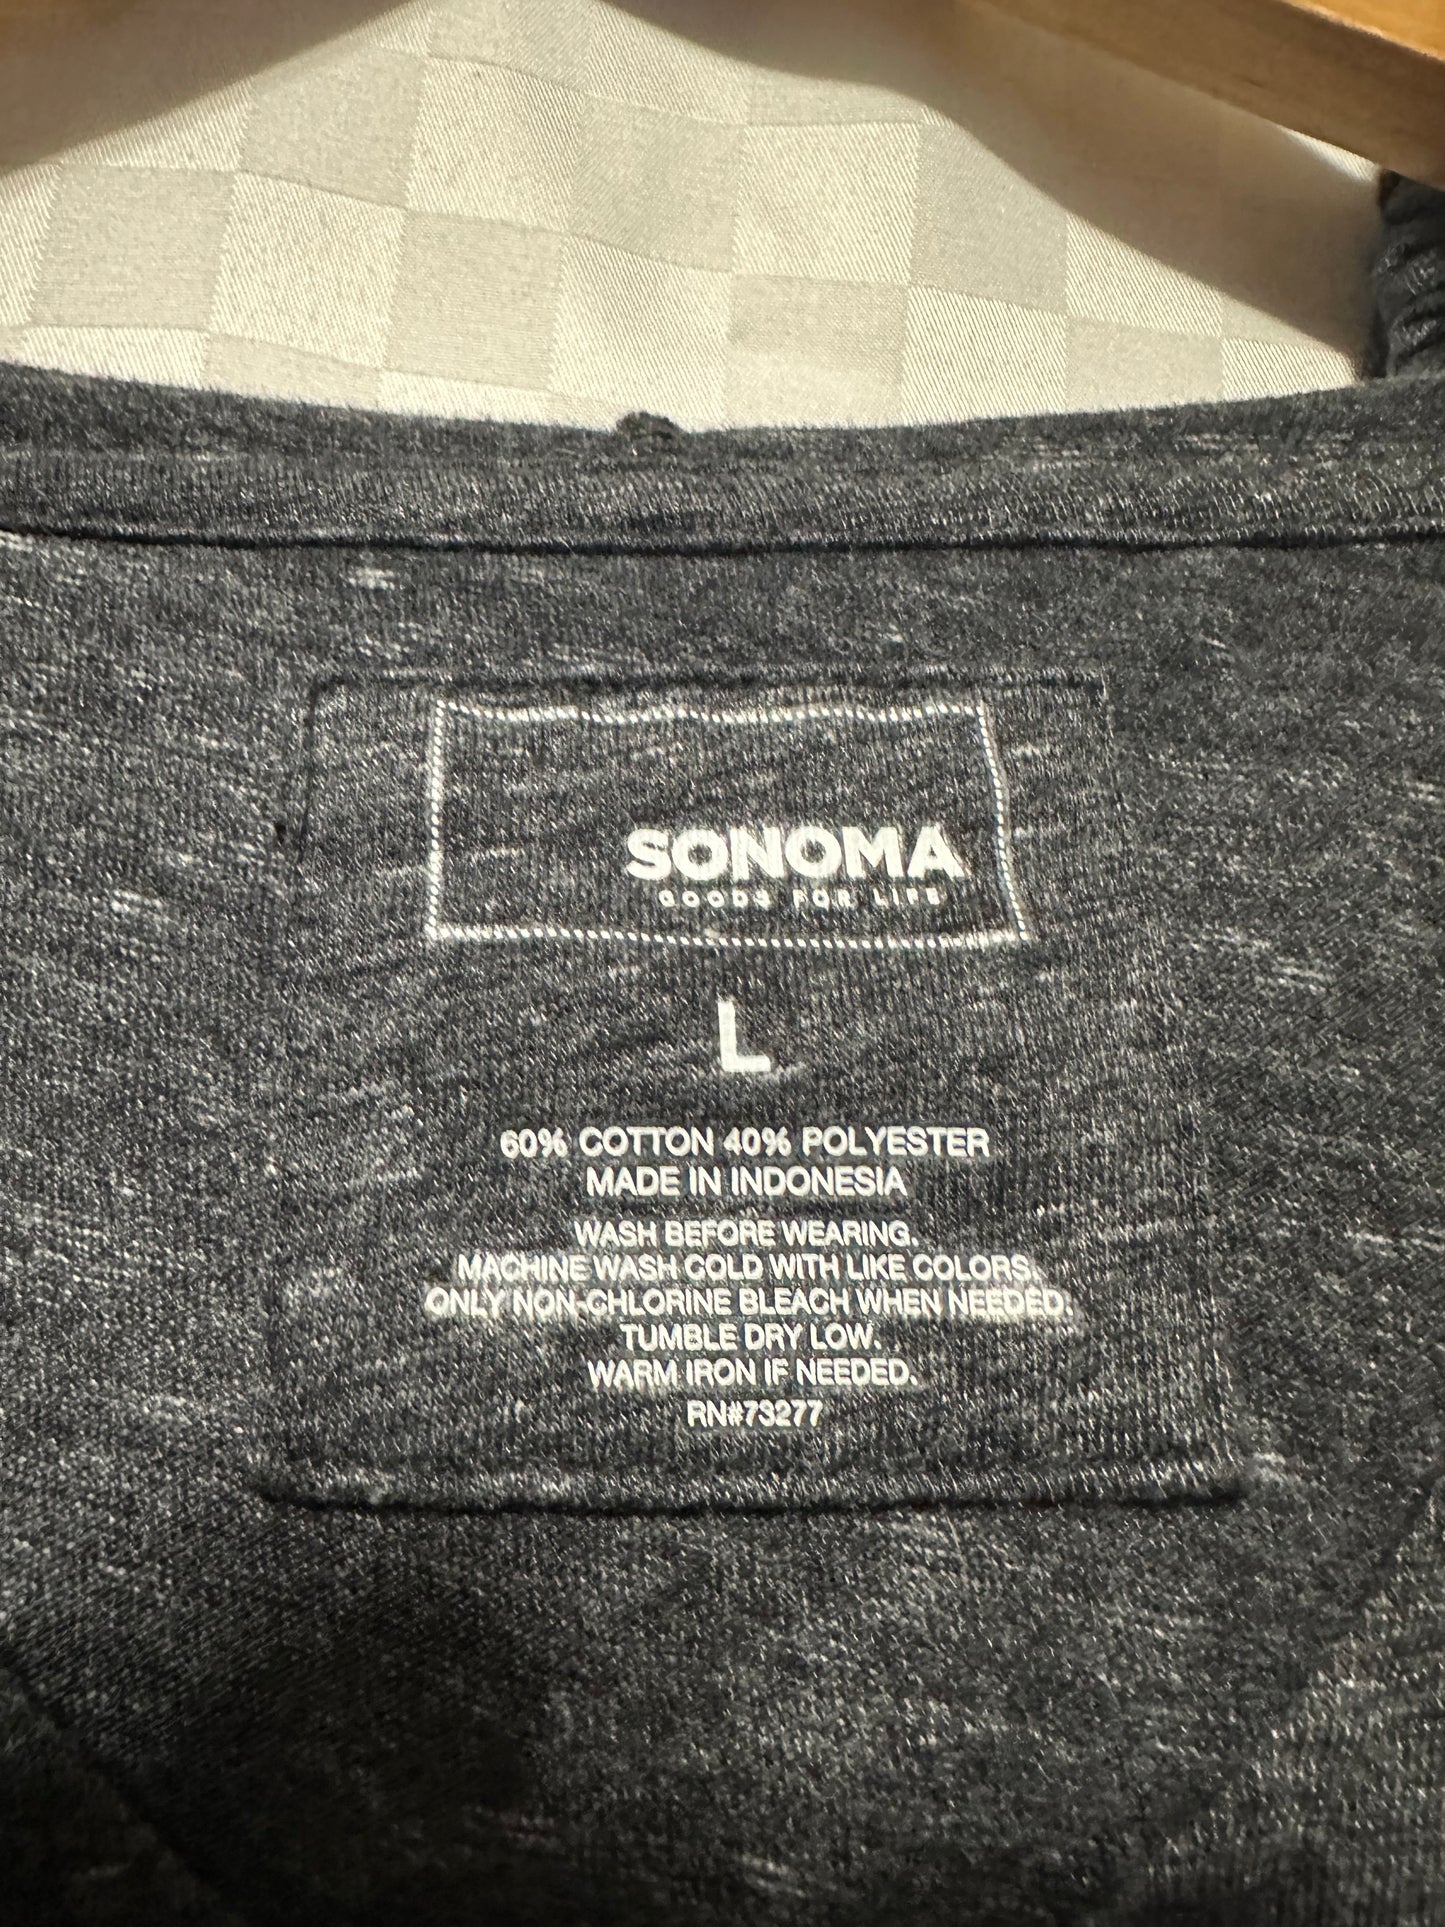 SONOMA
GOODS FOR LIFE
L
60% COTTON 40% POLYESTER
MADE IN INDONESIA
WASH BEFORE WEARING.
MACHINE WASH COLD WITH LIKE COLORS.
ONLY NON-CHLORINE BLEACH WHEN NEEDED.
TUMBLE DRY LOW.
WARM IRON IF NEEDED.
RN#73277